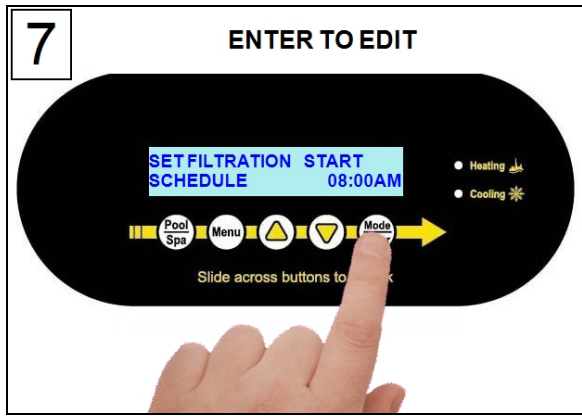 7
ENTER TO EDIT
SET FILTRATION START
SCHEDULE 08:00AM
Heating
Cooling
Pool
Spa
Menu
Mode
Slide across buttons to